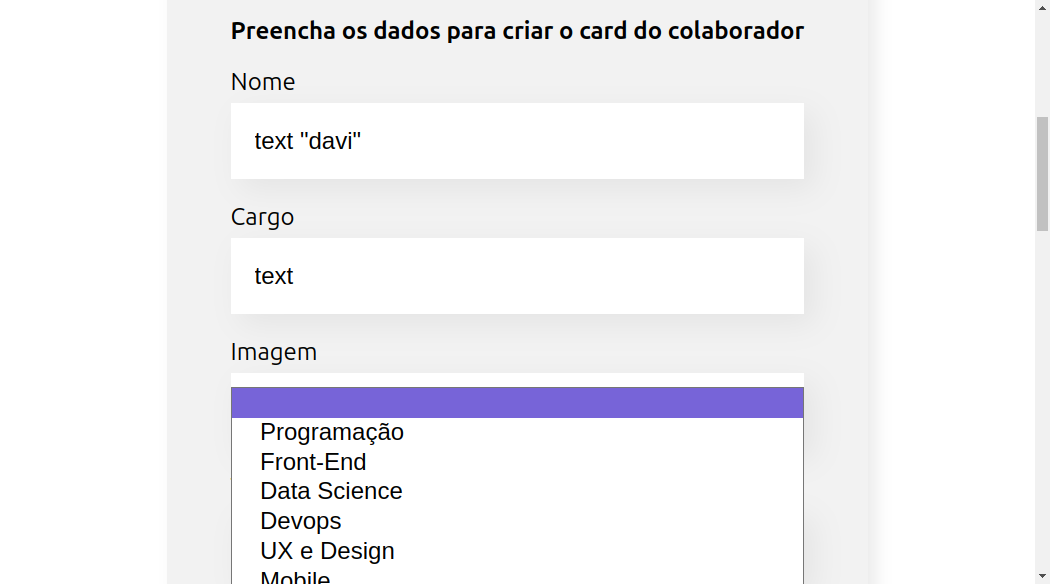 Preencha os dados para criar o card do colaborador
Nome
text "davi"
Cargo
text
Imagem
Programação
Front-End
Data Science
Devops
UX e Design
Mobile